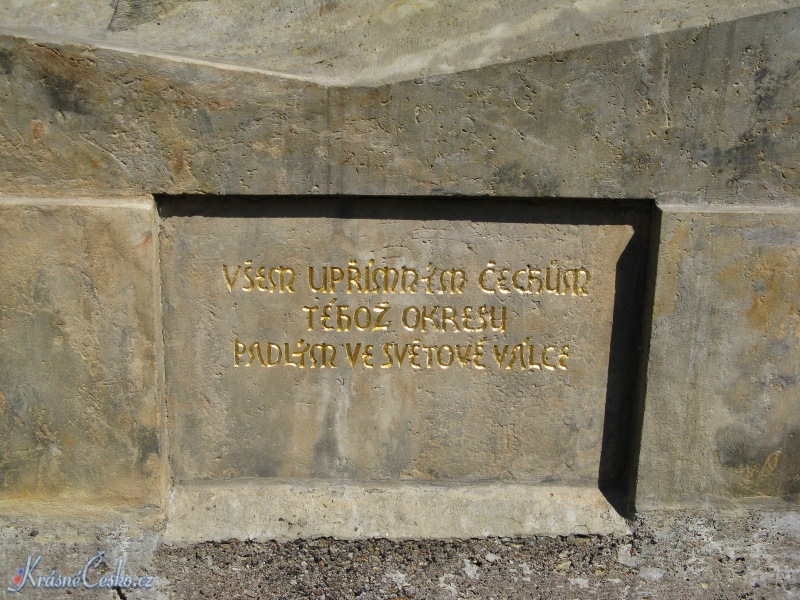 VŠEM UPŘÍMNÝM ČECHŮM
TÉHOŽ OKRESU
PADLÝM VE SVĚTOVÉ VÁLCE
KrásnéČesko.cz